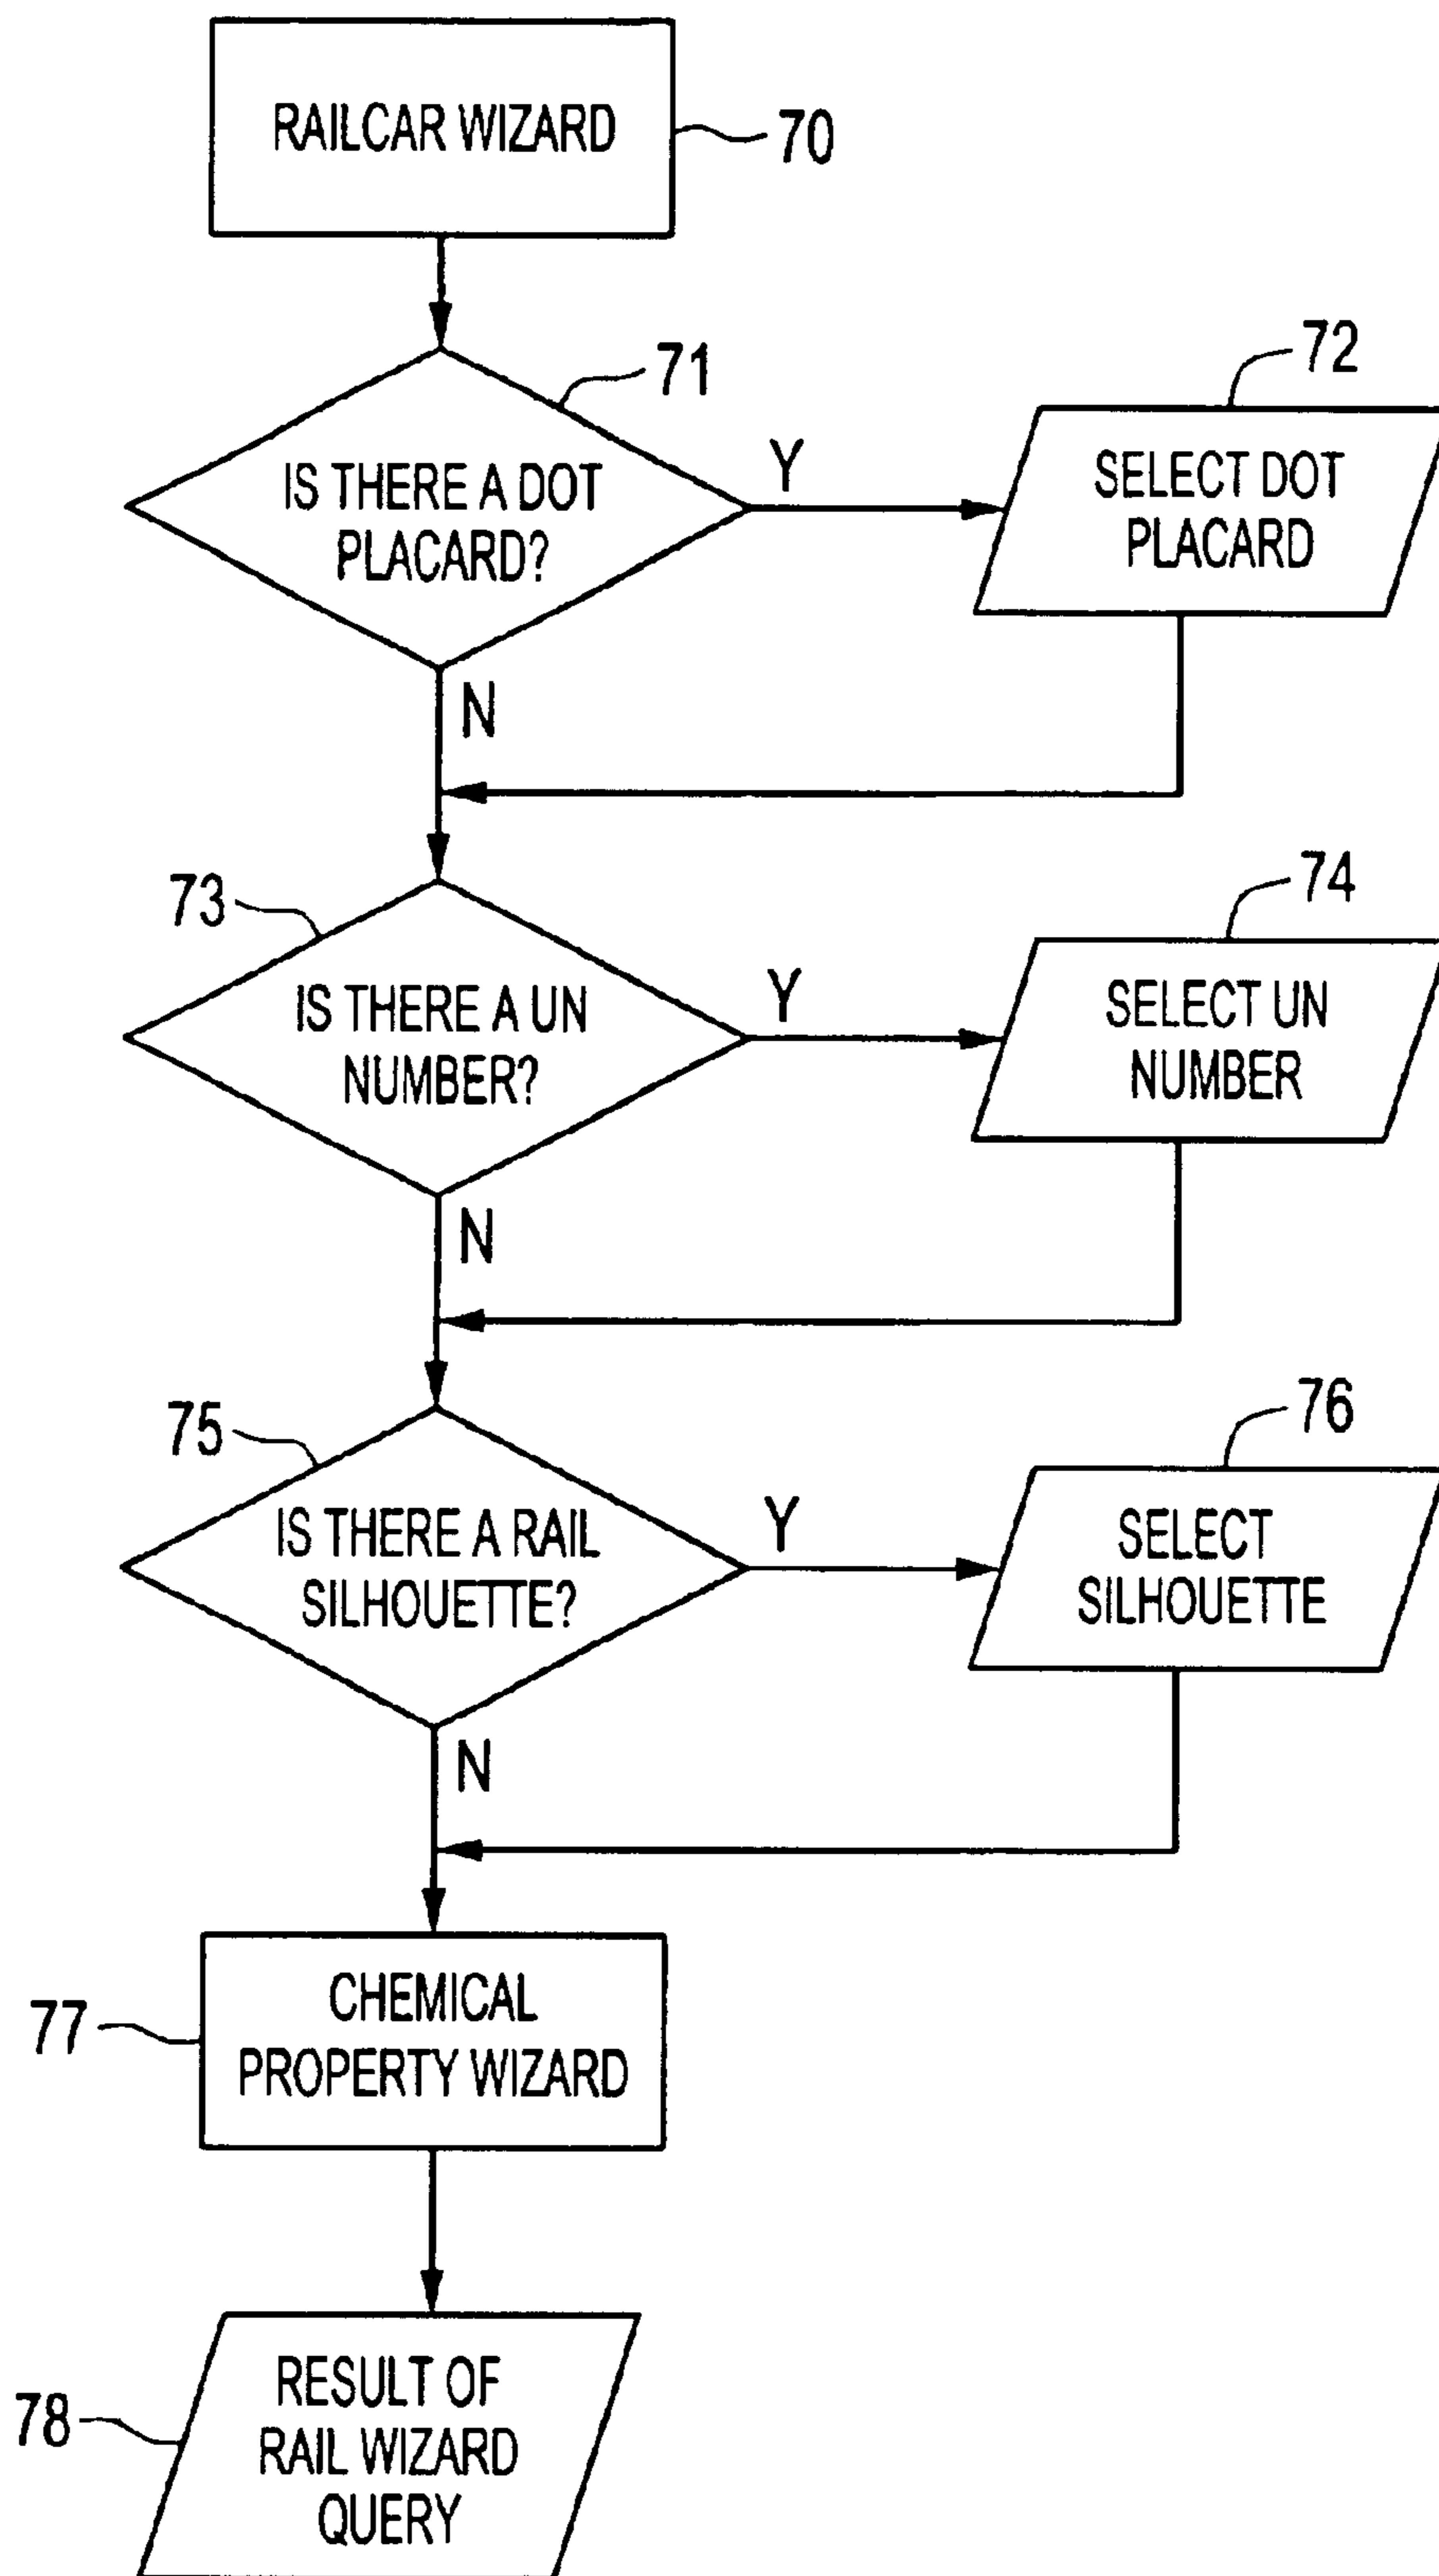 RAILCAR WIZARD
70
71
IS THERE A DOT
PLACARD?
Y
72
SELECT DOT
PLACARD
N
73
IS THERE A UN
NUMBER?
Y
74
SELECT UN
NUMBER
N
75
IS THERE A RAIL
SILHOUETTE?
Y
76
SELECT
SILHOUETTE
N
77
CHEMICAL
PROPERTY WIZARD
78
RESULT OF
RAIL WIZARD
QUERY